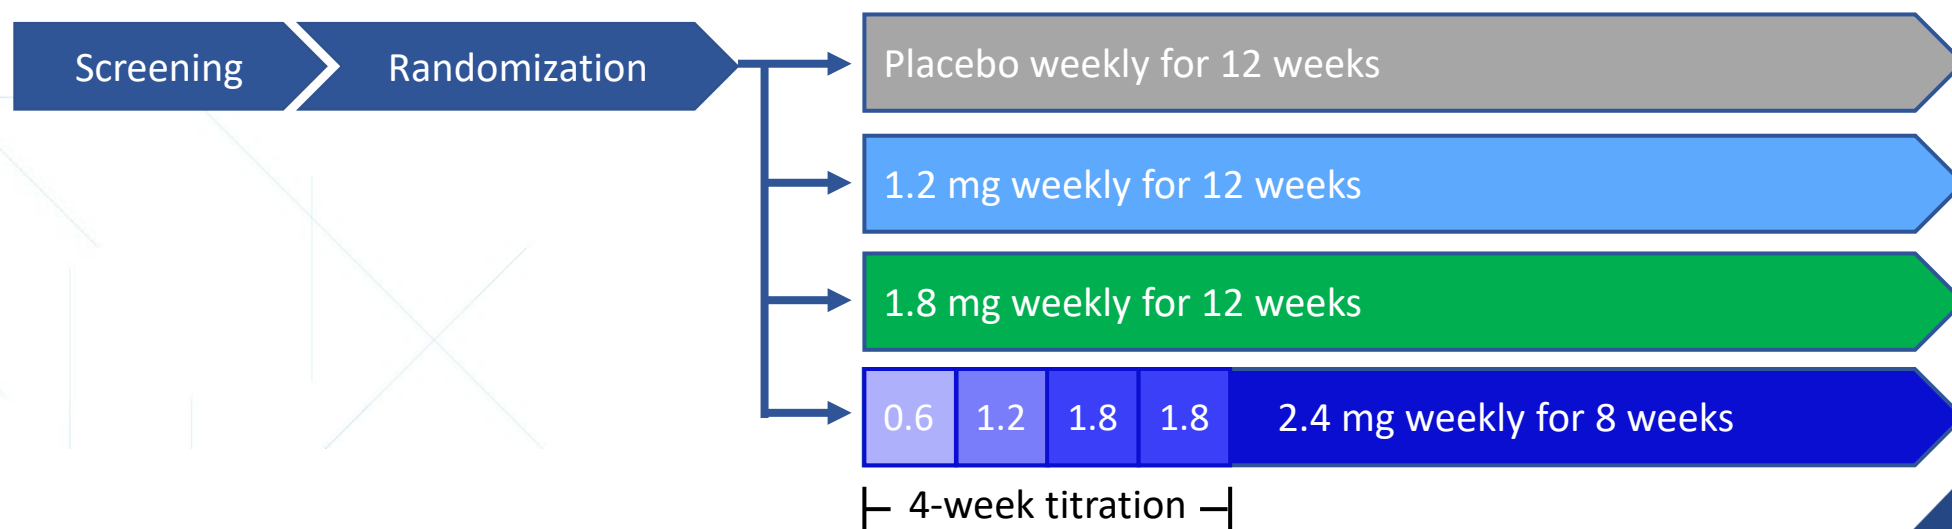 Screening
Randomization
Placebo weekly for 12 weeks
1.2 mg weekly for 12 weeks
1.8 mg weekly for 12 weeks
0.6 1.2 1.8 1.8 2.4 mg weekly for 8 weeks
4-week titration